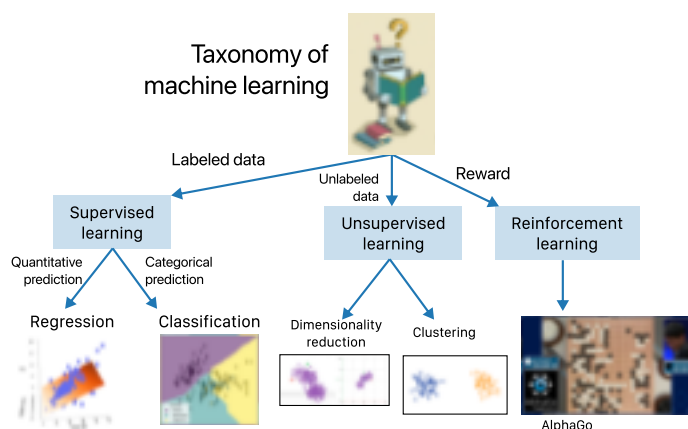 Taxonomy of
machine learning
Labeled data
Unlabeled
data
Reward
Supervised
learning
Unsupervised
learning
Reinforcement
learning
Quantitative
prediction
Categorical
prediction
Regression
Classification
Dimensionality
reduction
Clustering
AlphaGo